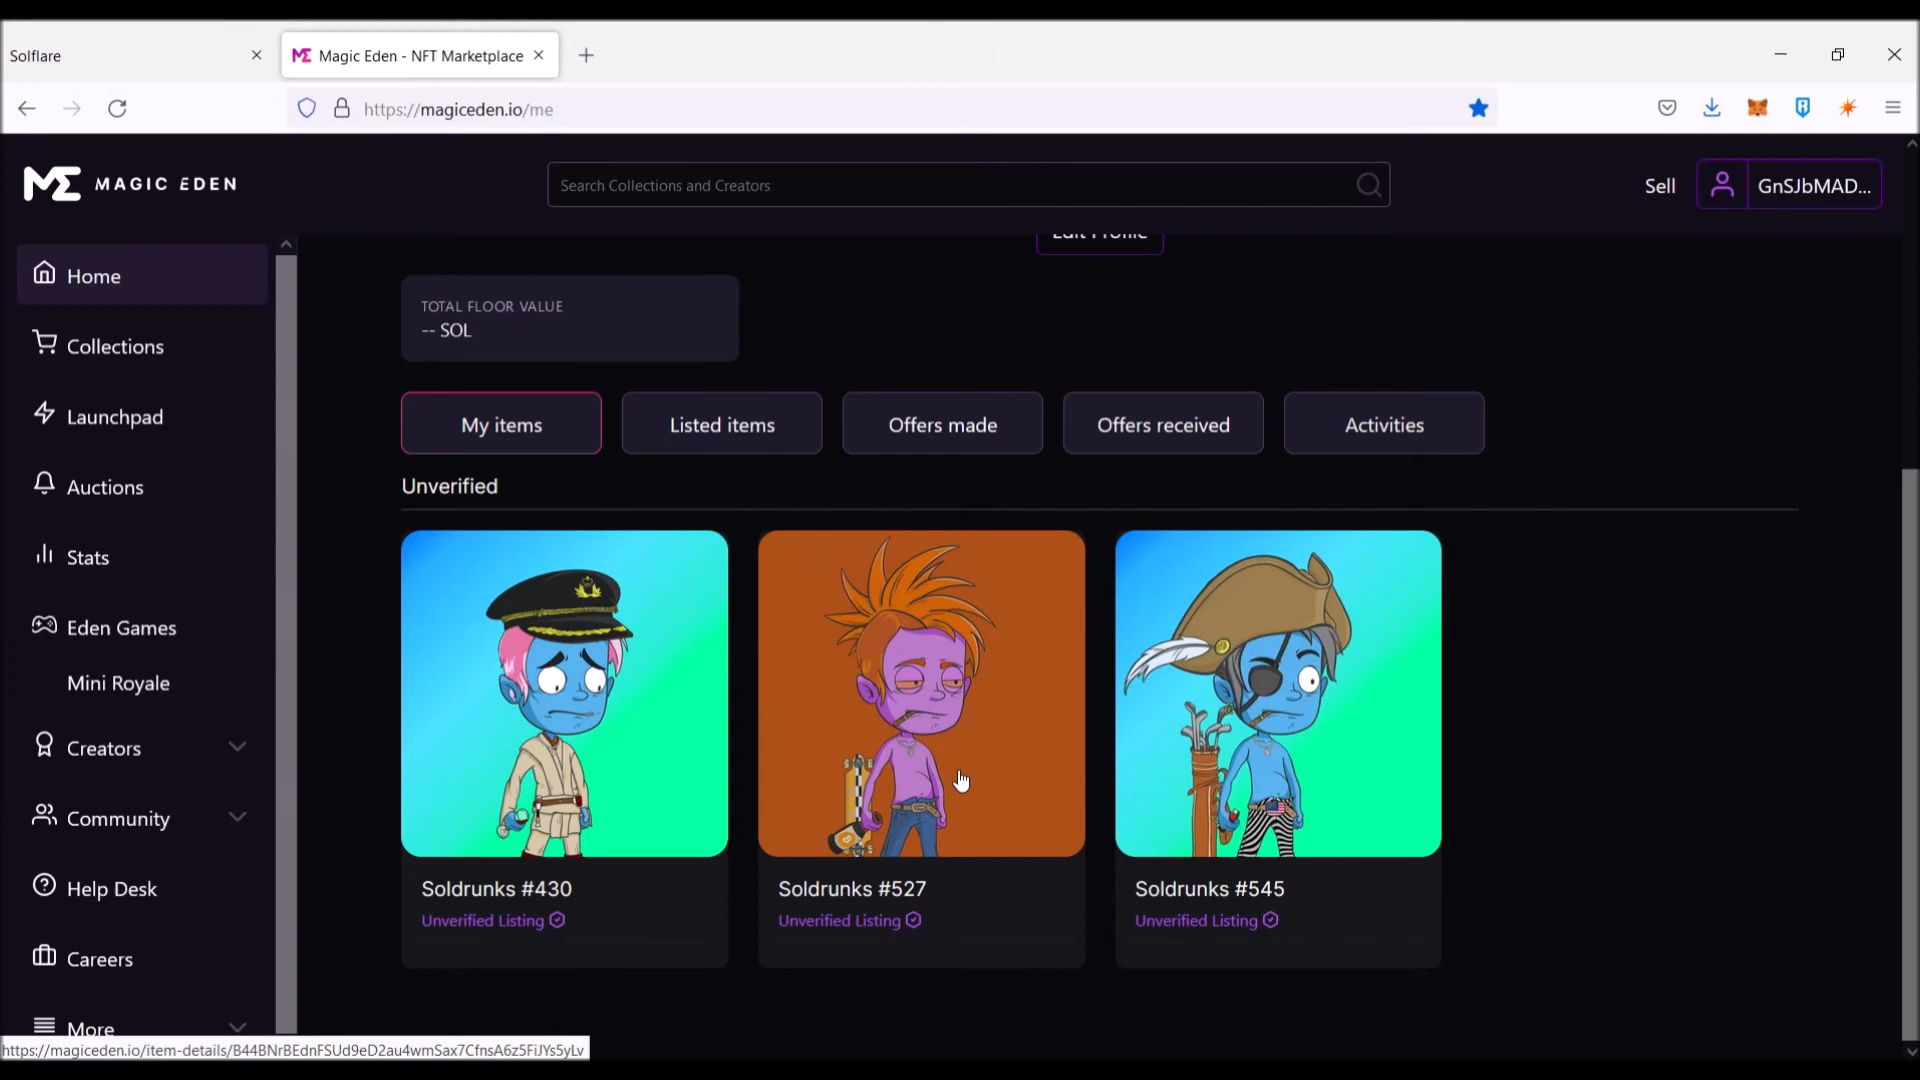 Solflare
Magic Eden - NFT Marketplace
https://magiceden.io/me
MAGIC EDEN
Search Collections and Creators
Sell
GnSJbMAD...
Edit Profile
Home
Collections
Launchpad
Auctions
Stats
Eden Games
Mini Royale
Creators
Community
Help Desk
Careers
More
TOTAL FLOOR VALUE
-- SOL
My items
Listed items
Offers made
Offers received
Activities
Unverified
Soldrunks #430
Unverified Listing
Soldrunks #527
Unverified Listing
Soldrunks #545
Unverified Listing
https://magiceden.io/item-details/B44BNrBEdnFSUd9eD2au4wmSax7CfnsA6z5FiJYs5yLv